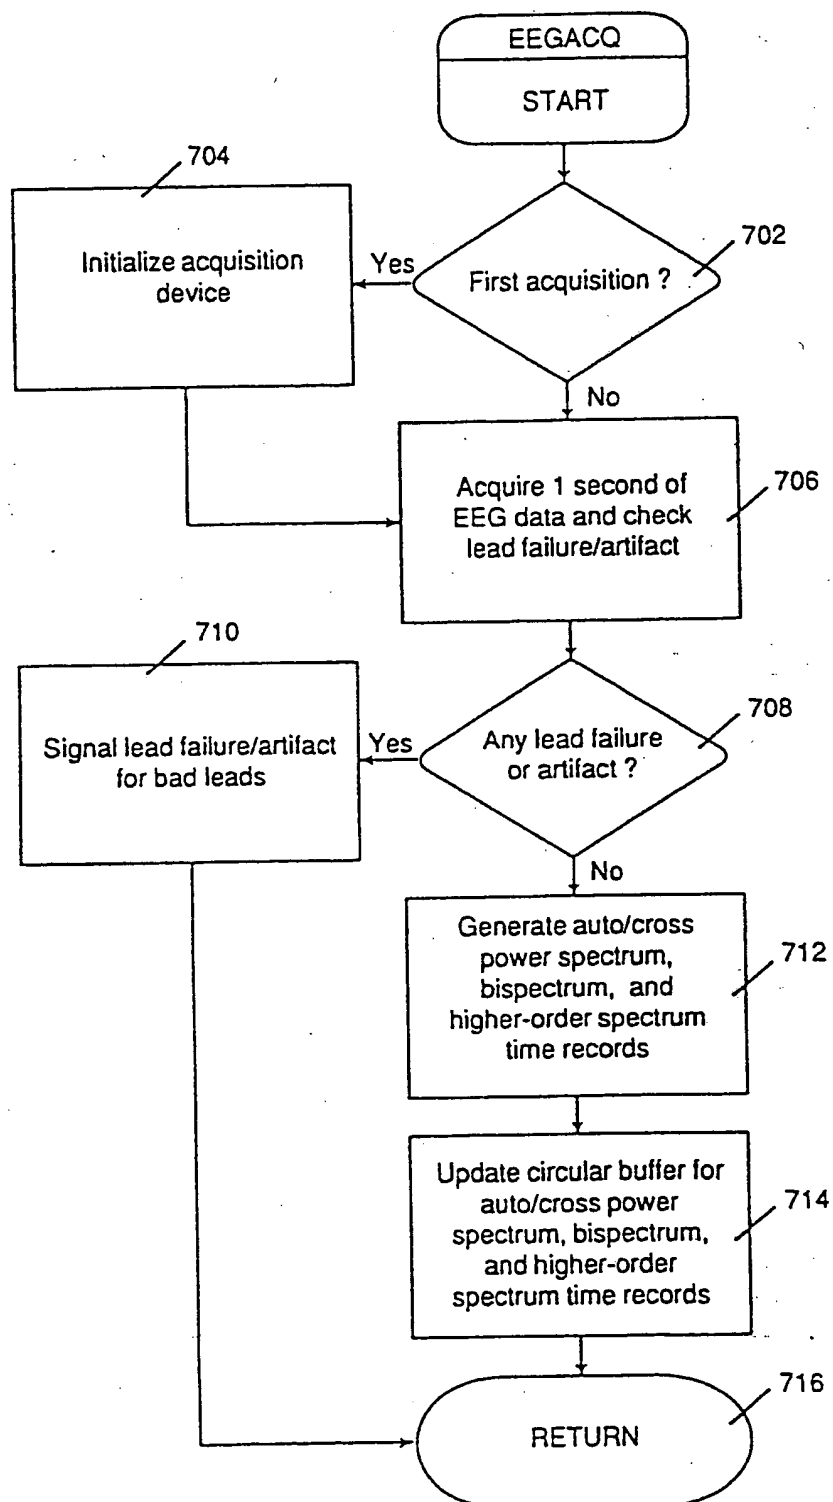 EEGACQ
START
704
702
Initialize acquisition
device
Yes
First acquisition ?
No
Acquire 1 second of
EEG data and check
lead failure/artifact
706
710
708
Signal lead failure/artifact
for bad leads
Yes
Any lead failure
or artifact ?
No
Generate auto/cross
power spectrum,
bispectrum, and
higher-order spectrum
time records
712
Update circular buffer for
auto/cross power
spectrum, bispectrum,
and higher-order
spectrum time records
714
716
RETURN